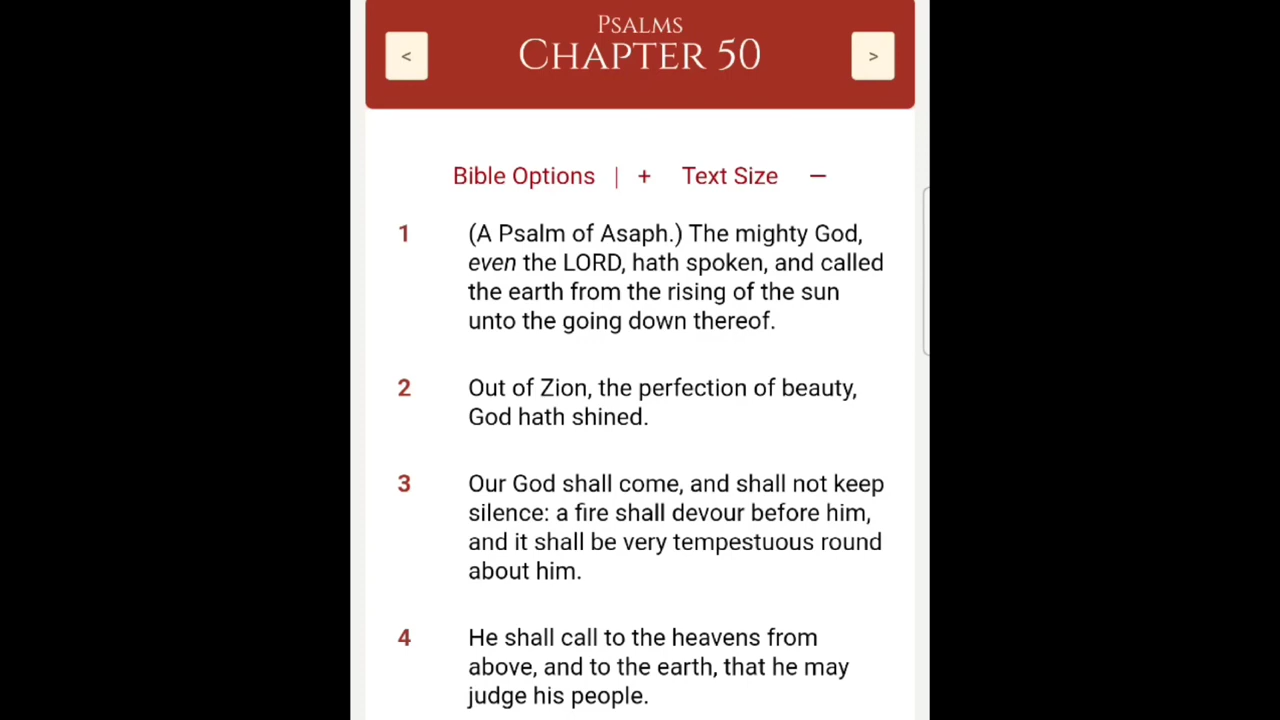 PSALMS
< CHAPTER 50 >
Bible Options | + Text Size −
1 (A Psalm of Asaph.) The mighty God,
even the LORD, hath spoken, and called
the earth from the rising of the sun
unto the going down thereof.
2 Out of Zion, the perfection of beauty,
God hath shined.
3 Our God shall come, and shall not keep
silence: a fire shall devour before him,
and it shall be very tempestuous round
about him.
4 He shall call to the heavens from
above, and to the earth, that he may
judge his people.